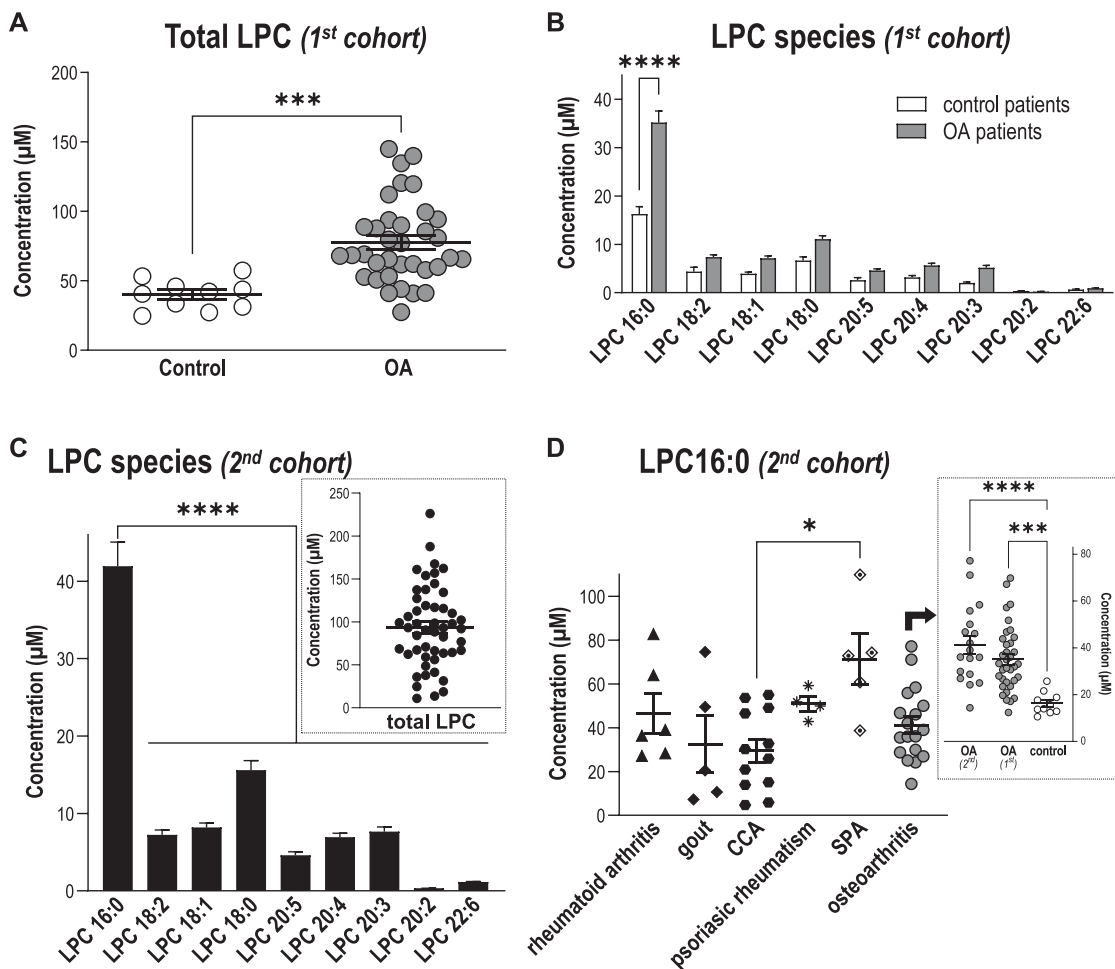 A
Total LPC (1st cohort)
Concentration (µM)
200
150
100
50
0
***
Control
OA
B
LPC species (1st cohort)
Concentration (µM)
40
30
20
10
0
****
control patients
OA patients
LPC 16:0
LPC 18:2
LPC 18:1
LPC 18:0
LPC 20:5
LPC 20:4
LPC 20:3
LPC 20:2
LPC 22:6
C
LPC species (2nd cohort)
Concentration (µM)
40
30
20
10
0
****
Concentration (µM)
250
200
150
100
50
0
total LPC
LPC 16:0
LPC 18:2
LPC 18:1
LPC 18:0
LPC 20:5
LPC 20:4
LPC 20:3
LPC 20:2
LPC 22:6
D
LPC16:0 (2nd cohort)
Concentration (µM)
100
80
60
40
20
0
*
rheumatoid arthritis
gout
CCA
psoriasic rheumatism
SPA
osteoarthritis
****
***
80
60
40
20
0
Concentration (µM)
OA
(2nd)
OA
(1st)
control